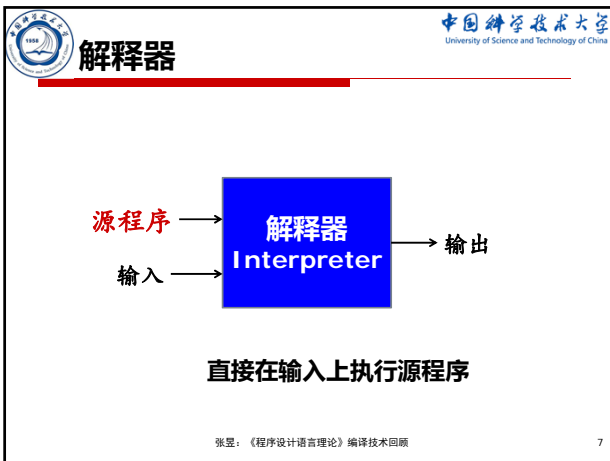 中国科学技术大学
University of Science and Technology of China
1958
解释器
源程序
输入
解释器
Interpreter
输出
直接在输入上执行源程序
张昱：《程序设计语言理论》编译技术回顾
7